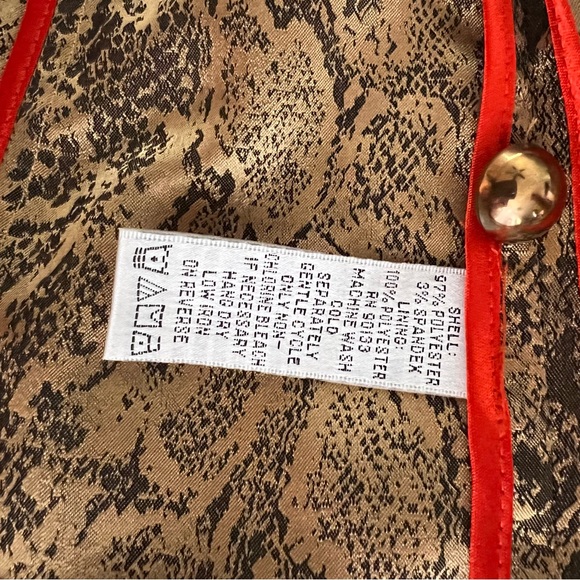 SHELL:
97% POLYESTER
3% SPANDEX
LINING:
100% POLYESTER
RN 90133
MACHINE WASH
COLD
SEPARATELY
GENTLE CYCLE
ONLY NON
CHLORINE BLEACH
IF NECESSARY
HANG DRY
LOW IRON
ON REVERSE